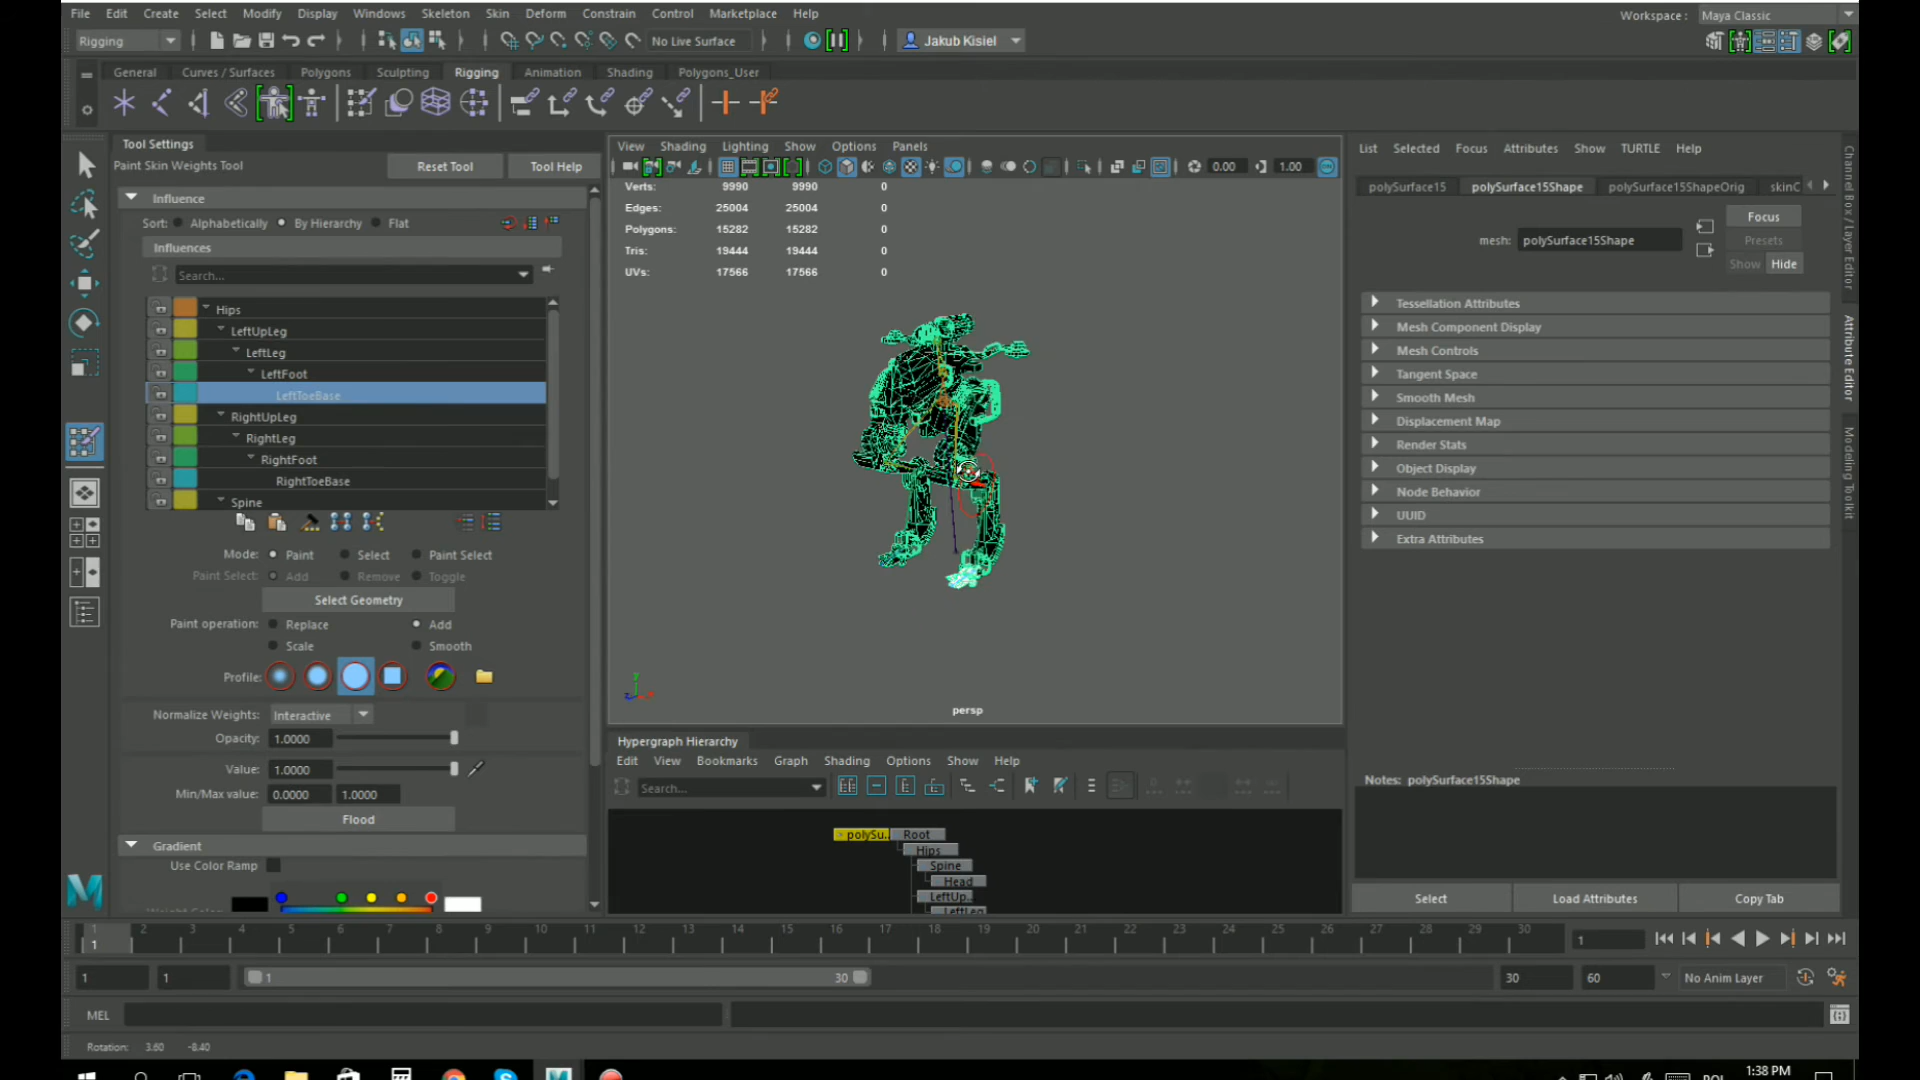 File Edit Create Select Modify Display Windows Skeleton Skin Deform Constrain Control Marketplace Help
Workspace : Maya Classic
Rigging No Live Surface Jakub Kisiel
General Curves / Surfaces Polygons Sculpting Rigging Animation Shading Polygons_User
Tool Settings
Paint Skin Weights Tool Reset Tool Tool Help
Influence
Sort: Alphabetically By Hierarchy Flat
Influences
Search...
Hips
LeftUpLeg
LeftLeg
LeftFoot
LeftToeBase
RightUpLeg
RightLeg
RightFoot
RightToeBase
Spine
Mode: Paint Select Paint Select
Paint Select: Add Remove Toggle
Select Geometry
Paint operation: Replace Add
Scale Smooth
Profile:
Normalize Weights: Interactive
Opacity: 1.0000
Value: 1.0000
Min/Max value: 0.0000 1.0000
Flood
Gradient
Use Color Ramp
View Shading Lighting Show Options Panels
0.00 1.00
Verts: 9990 9990 0
Edges: 25004 25004 0
Polygons: 15282 15282 0
Tris: 19444 19444 0
UVs: 17566 17566 0
persp
Hypergraph Hierarchy
Edit View Bookmarks Graph Shading Options Show Help
Search...
polySu.. Root
Hips
Spine
Head
LeftUp..
LeftLeg
List Selected Focus Attributes Show TURTLE Help
polySurface15 polySurface15Shape polySurface15ShapeOrig skinC
Focus
mesh: polySurface15Shape Presets
Show Hide
Tessellation Attributes
Mesh Component Display
Mesh Controls
Tangent Space
Smooth Mesh
Displacement Map
Render Stats
Object Display
Node Behavior
UUID
Extra Attributes
Notes: polySurface15Shape
Select Load Attributes Copy Tab
Channel Box / Layer Editor
Attribute Editor
Modeling Toolkit
1 2 3 4 5 6 7 8 9 10 11 12 13 14 15 16 17 18 19 20 21 22 23 24 25 26 27 28 29 30
1 1
1 1 1 30 30 60 No Anim Layer
MEL
Rotation: 3.60 -8.40
1:38 PM